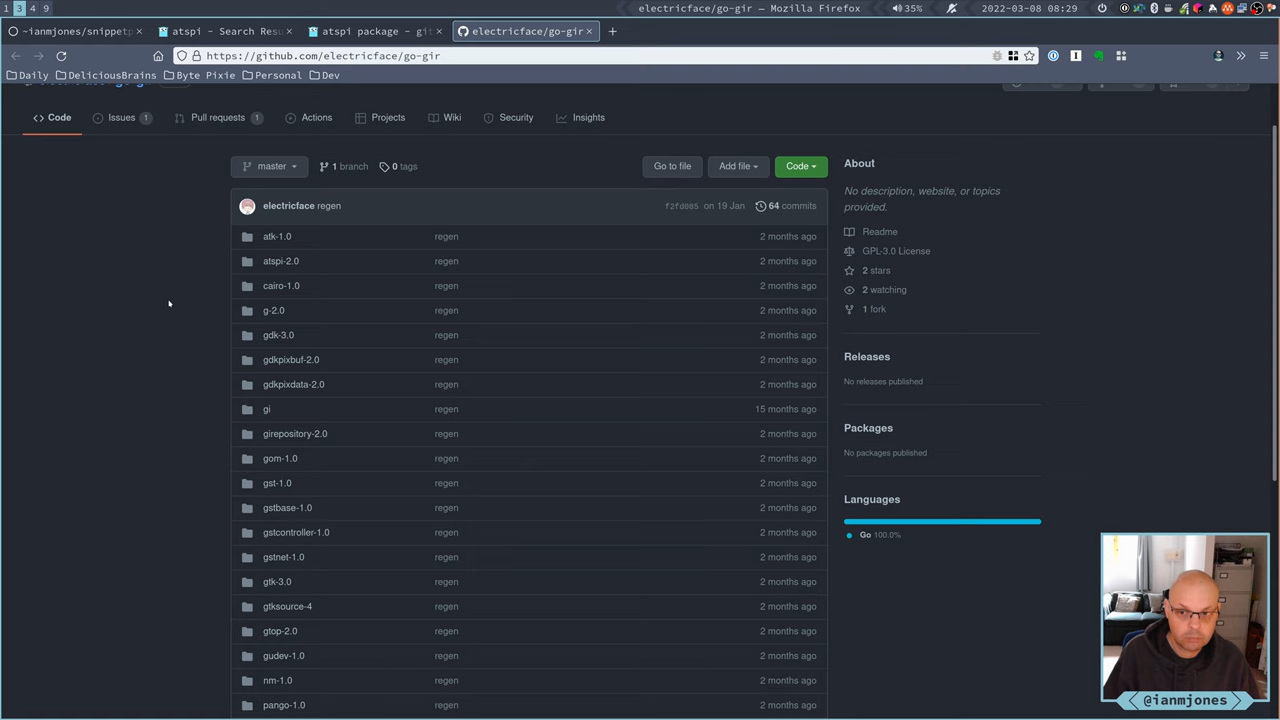 1 3 4 9
electricface/go-gir — Mozilla Firefox
35%
2022-03-08 08:29
~ianmjones/snippetp
atspi - Search Resu
atspi package - git
electricface/go-gir
https://github.com/electricface/go-gir
Daily
DeliciousBrains
Byte Pixie
Personal
Dev
Code
Issues 1
Pull requests 1
Actions
Projects
Wiki
Security
Insights
master
1 branch
0 tags
Go to file
Add file
Code
electricface regen
f2fd085 on 19 Jan
64 commits
atk-1.0 regen 2 months ago
atspi-2.0 regen 2 months ago
cairo-1.0 regen 2 months ago
g-2.0 regen 2 months ago
gdk-3.0 regen 2 months ago
gdkpixbuf-2.0 regen 2 months ago
gdkpixdata-2.0 regen 2 months ago
gi regen 15 months ago
girepository-2.0 regen 2 months ago
gom-1.0 regen 2 months ago
gst-1.0 regen 2 months ago
gstbase-1.0 regen 2 months ago
gstcontroller-1.0 regen 2 months ago
gstnet-1.0 regen 2 months ago
gtk-3.0 regen 2 months ago
gtksource-4 regen 2 months ago
gtop-2.0 regen 2 months ago
gudev-1.0 regen 2 months ago
nm-1.0 regen 2 months ago
pango-1.0 regen 2 months ago
About
No description, website, or topics
provided.
Readme
GPL-3.0 License
2 stars
2 watching
1 fork
Releases
No releases published
Packages
No packages published
Languages
Go 100.0%
@ianmjones